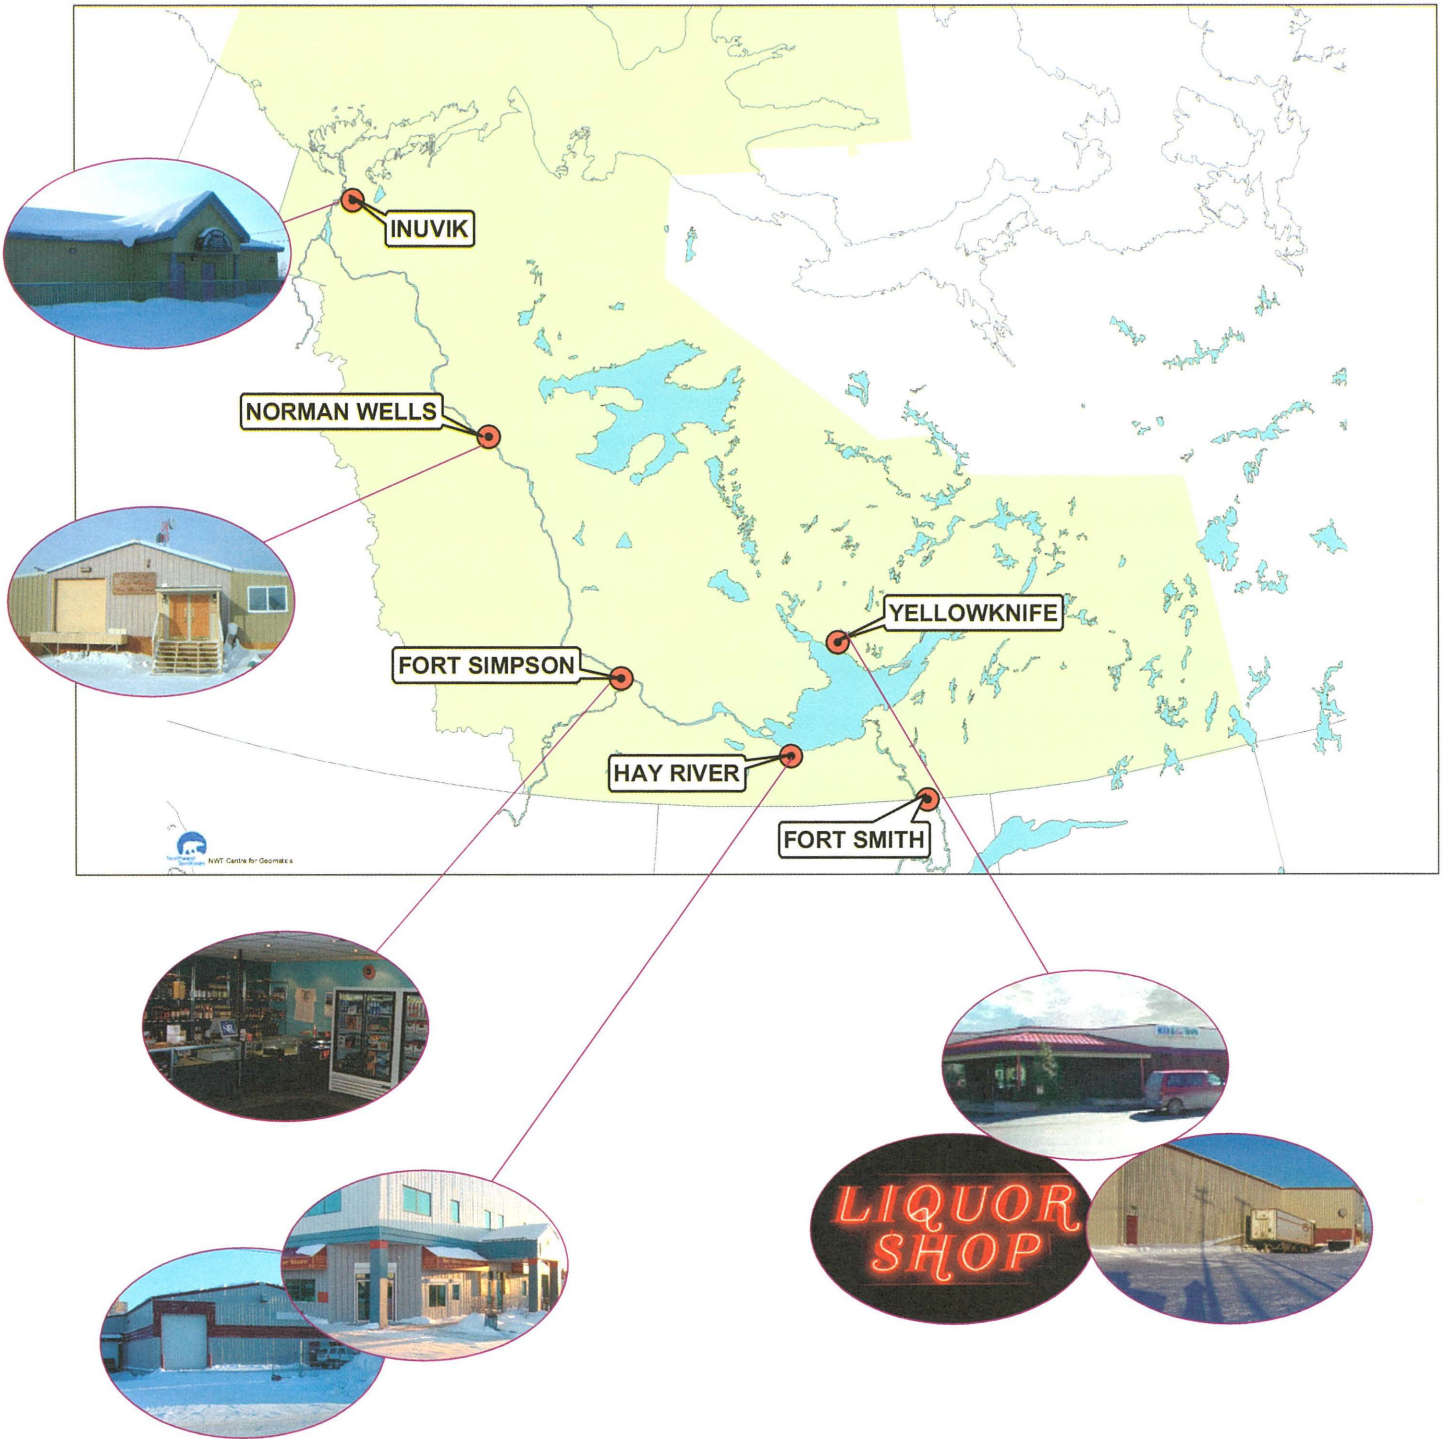 INUVIK
NORMAN WELLS
YELLOWKNIFE
FORT SIMPSON
HAY RIVER
FORT SMITH
NWT Centre for Geomatics
LIQUOR
SHOP